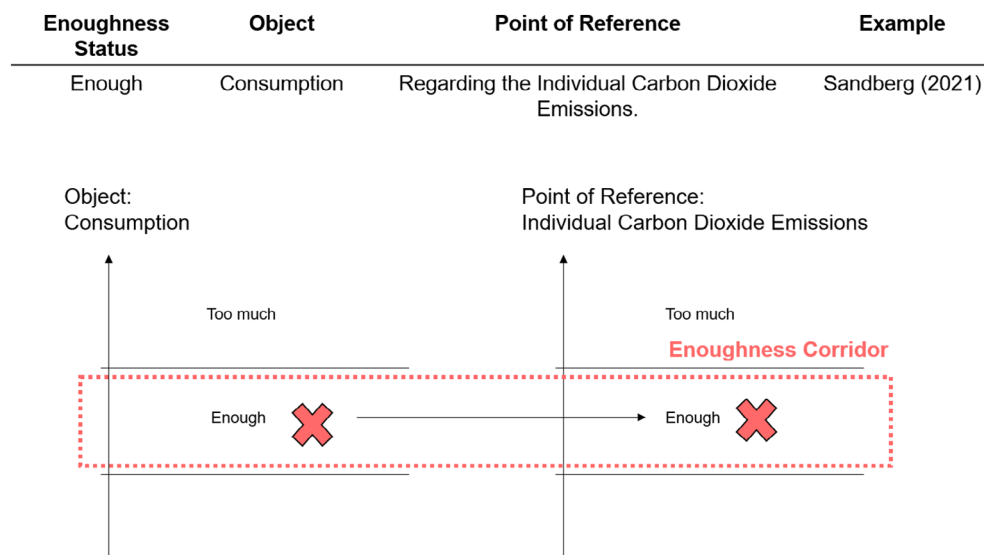 Enoughness Status
Object
Point of Reference
Example
Enough
Consumption
Regarding the Individual Carbon Dioxide
Emissions.
Sandberg (2021)
Object:
Consumption
Point of Reference:
Individual Carbon Dioxide Emissions
Too much
Too much
Enoughness Corridor
Enough
Enough